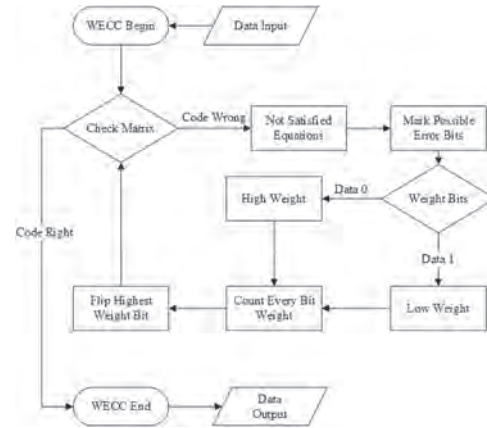 WECC Begin
Data Input
Check Matrix
Code Wrong
Not Satisfied
Equations
Mark Possible
Error Bits
Weight Bits
Data 0
High Weight
Data 1
Low Weight
Count Every Bit
Weight
Flip Highest
Weight Bit
Code Right
WECC End
Data
Output